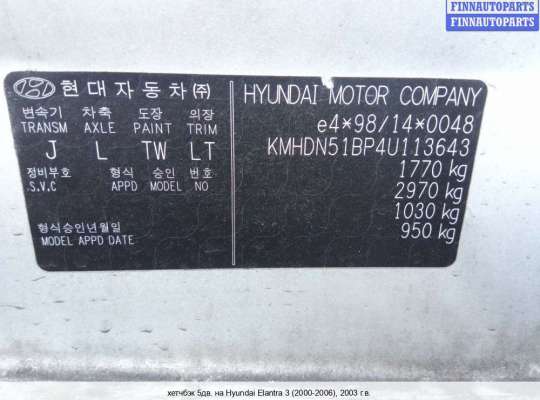 FINNAUTOPARTS
FINNAUTOPARTS
현대자동차㈜
변속기 차축 도장 의장
TRANSM AXLE PAINT TRIM
J L TW LT
정비부호 형식 승인 번호
S.V.C APPD MODEL NO
형식승인년월일
MODEL APPD DATE
HYUNDAI MOTOR COMPANY
e4*98/14*0048
KMHDN51BP4U113643
1770 kg
2970 kg
1030 kg
950 kg
хетчбэк 5дв. на Hyundai Elantra 3 (2000-2006), 2003 г.в.